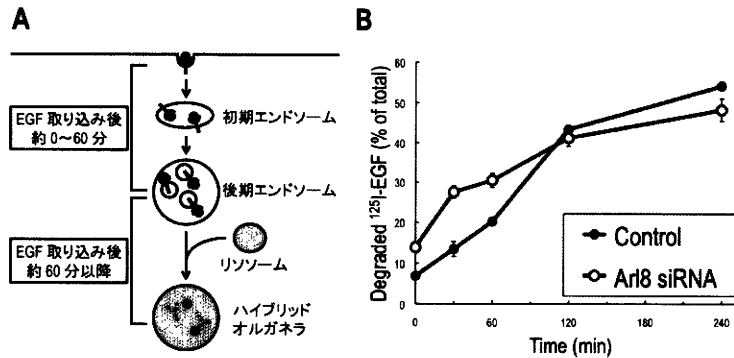 A
EGF 取り込み後
約 0~60 分
初期エンドソーム
後期エンドソーム
EGF 取り込み後
約 60 分以降
リソソーム
ハイブリッド
オルガネラ
B
Degraded ¹²⁵I-EGF (% of total)
60
50
40
30
20
10
0
0
60
120
180
240
Time (min)
Control
Arl8 siRNA